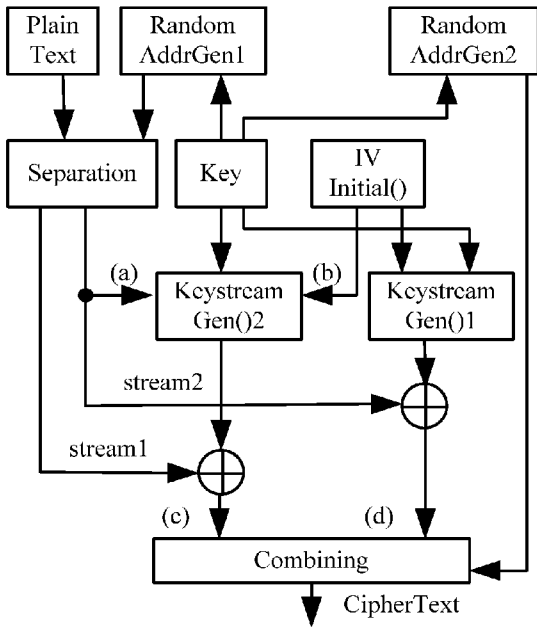 Plain
Text
Random
AddrGen1
Random
AddrGen2
Separation
Key
IV
Initial()
(a)
(b)
Keystream
Gen()2
Keystream
Gen()1
stream2
stream1
(c)
(d)
Combining
CipherText